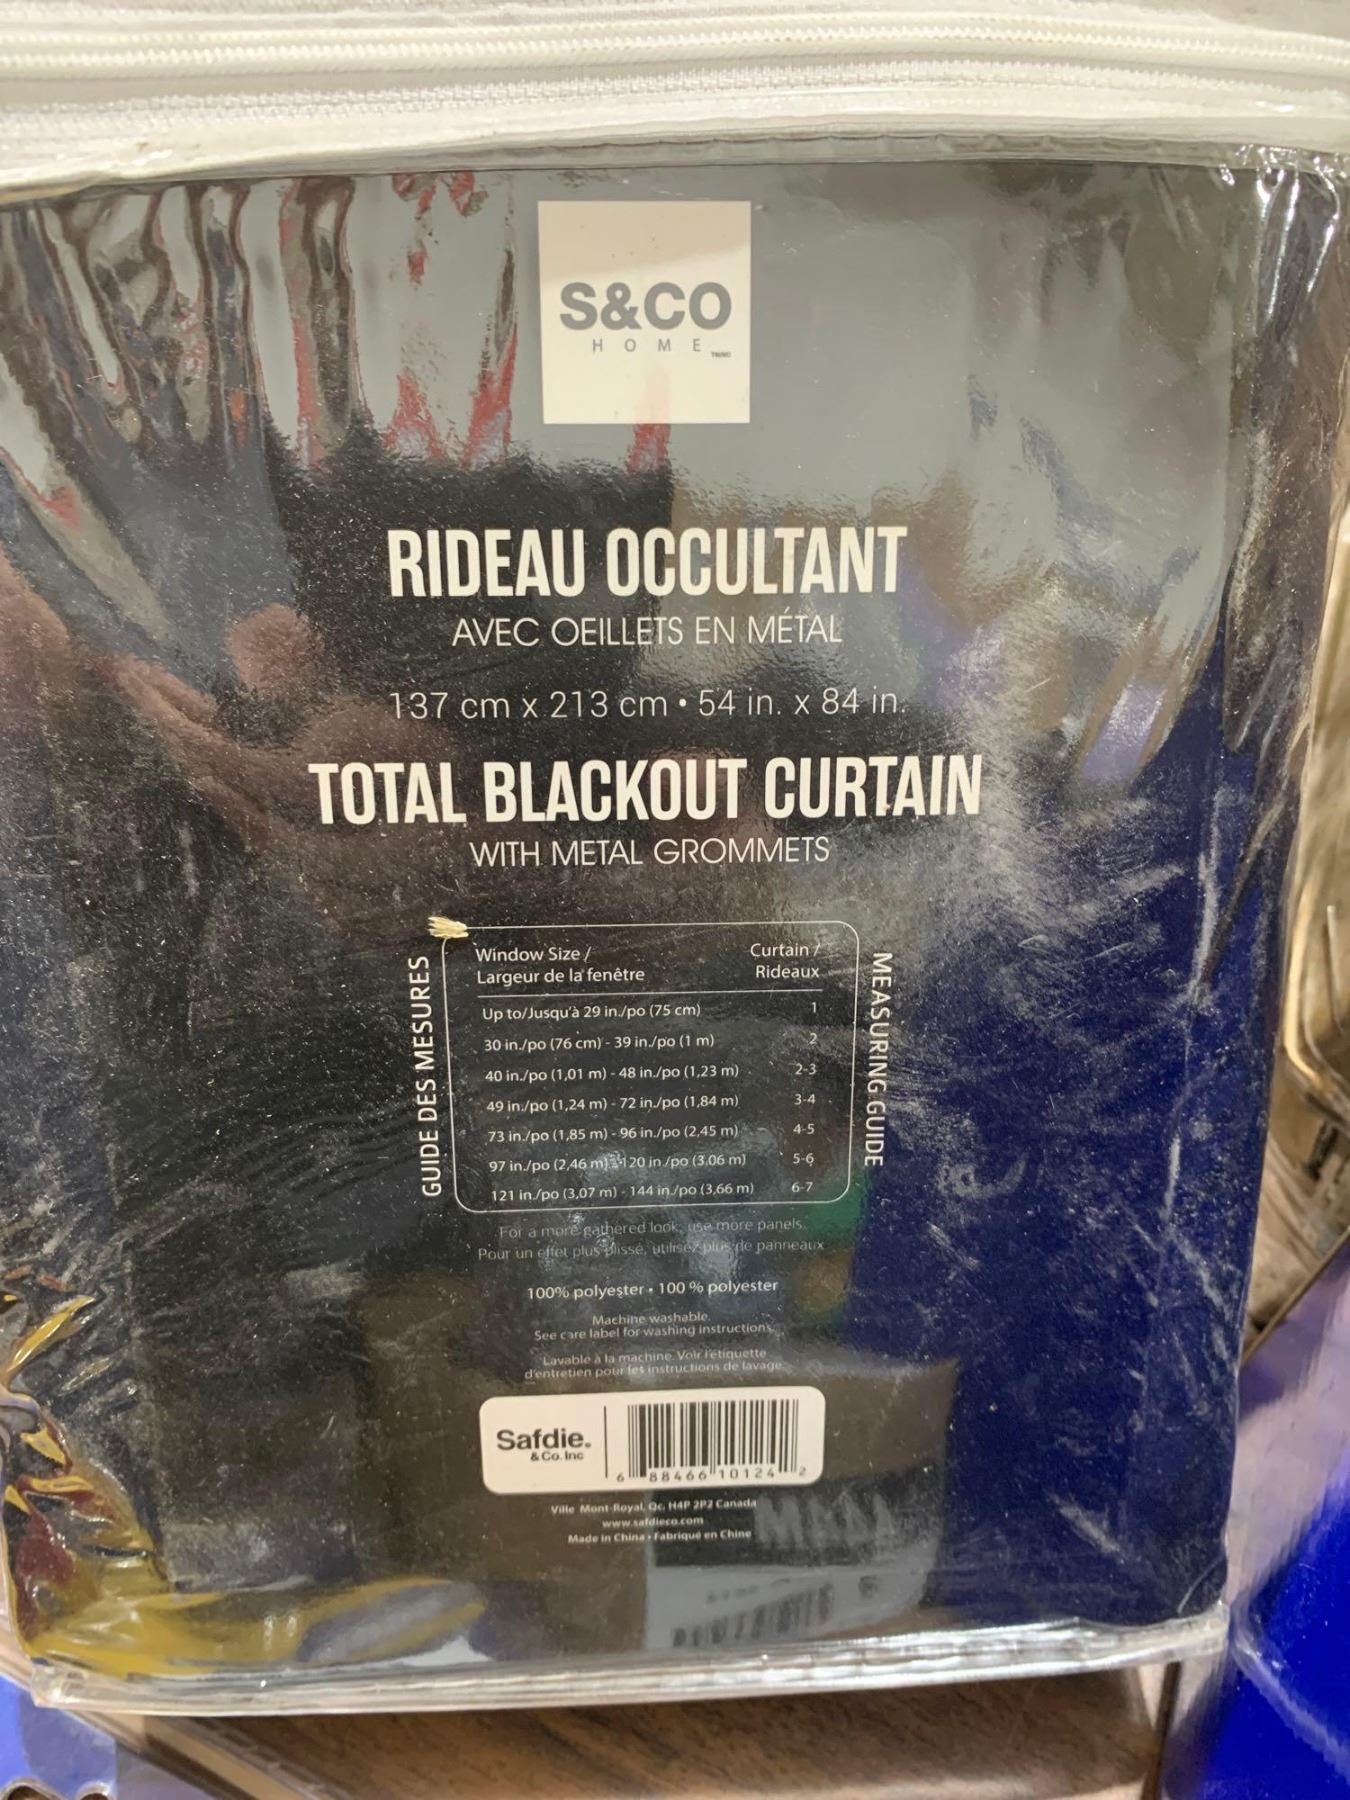 S&CO
HOME
TM/MC
RIDEAU OCCULTANT
AVEC OEILLETS EN MÉTAL
137 cm x 213 cm • 54 in. x 84 in.
TOTAL BLACKOUT CURTAIN
WITH METAL GROMMETS
GUIDE DES MESURES
Window Size / Curtain /
Largeur de la fenêtre Rideaux
Up to/Jusqu'à 29 in./po (75 cm) 1
30 in./po (76 cm) - 39 in./po (1 m) 2
40 in./po (1,01 m) - 48 in./po (1,23 m) 2-3
49 in./po (1,24 m) - 72 in./po (1,84 m) 3-4
73 in./po (1,85 m) - 96 in./po (2,45 m) 4-5
97 in./po (2,46 m) - 120 in./po (3.06 m) 5-6
121 in./po (3,07 m) - 144 in./po (3,66 m) 6-7
MEASURING GUIDE
For a more gathered look, use more panels.
Pour un effet plus plissé, utilisez plus de panneaux.
100% polyester • 100 % polyester
Machine washable.
See care label for washing instructions.
Lavable à la machine. Voir l'étiquette
d'entretien pour les instructions de lavage.
Safdie.
& Co. Inc
6 88466 10124 2
Ville Mont-Royal, Qc, H4P 2P2 Canada
www.safdieco.com
Made in China • Fabriqué en Chine